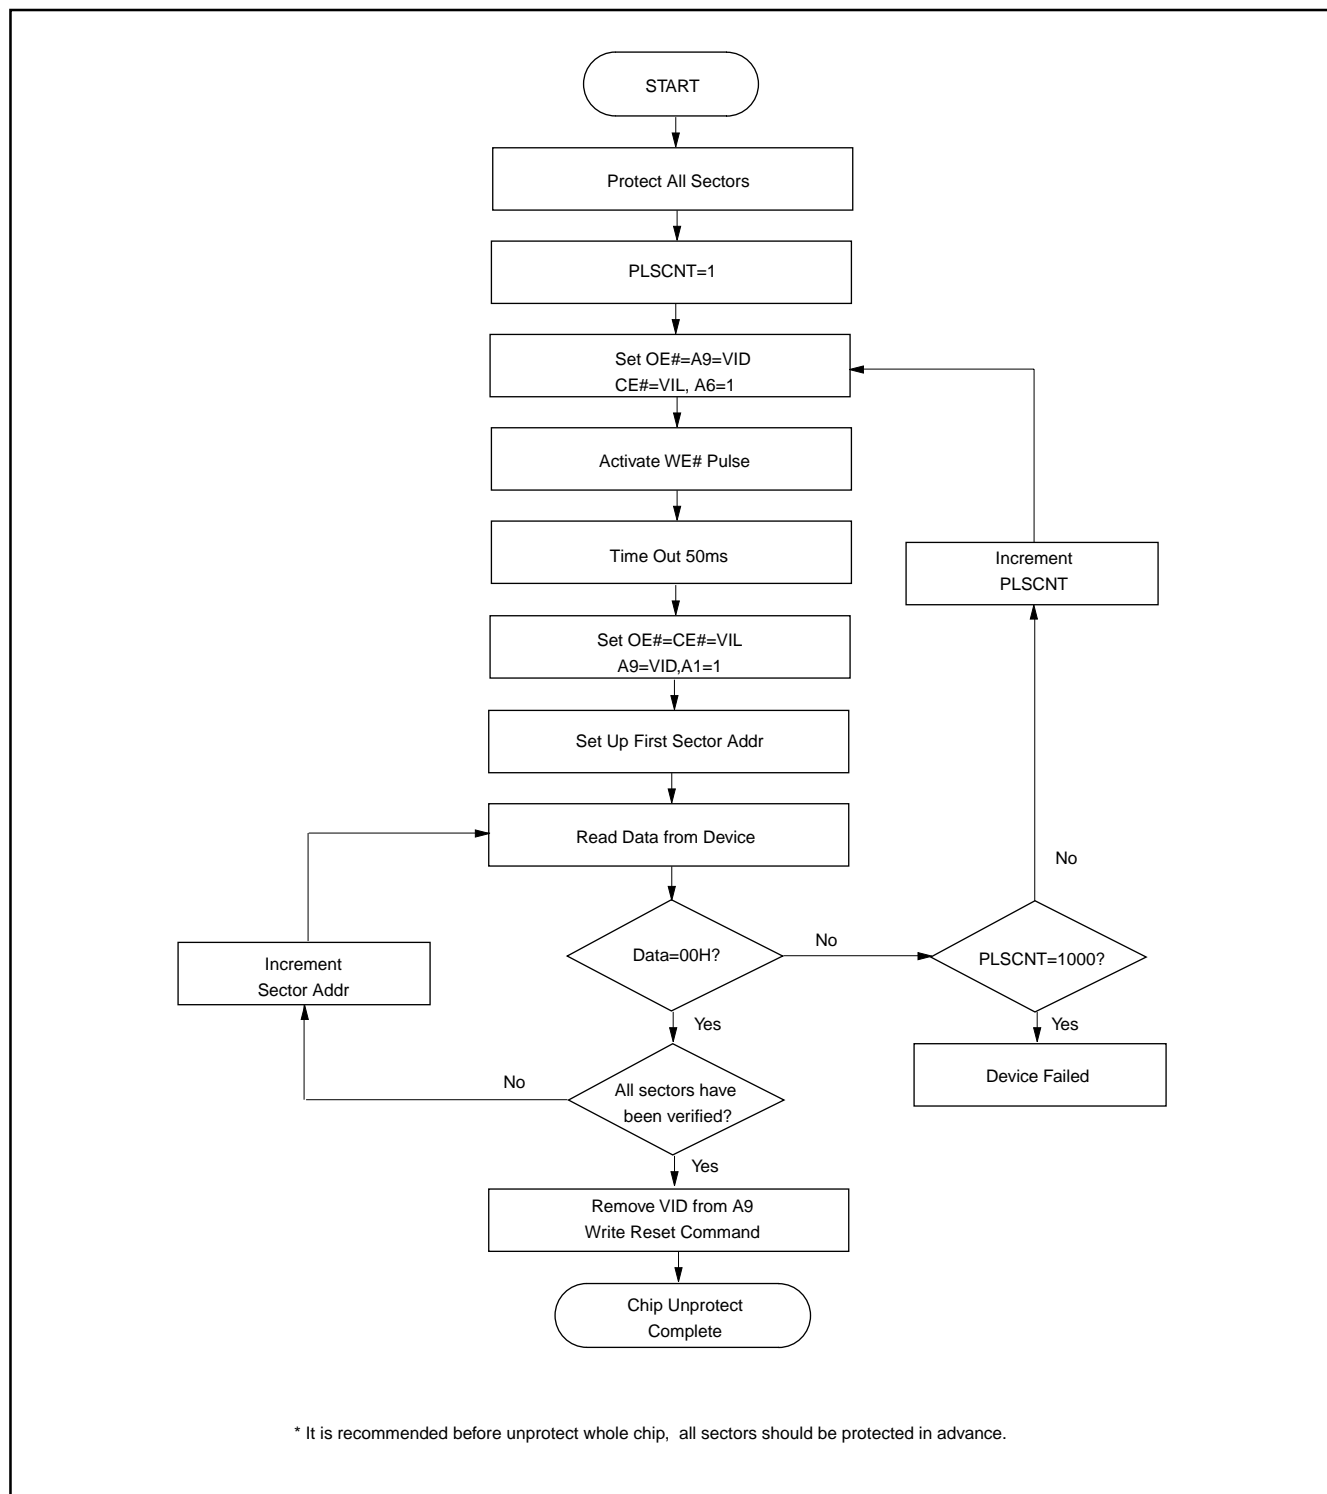 START
Protect All Sectors
PLSCNT=1
Set OE#=A9=VID
CE#=VIL, A6=1
Activate WE# Pulse
Time Out 50ms
Increment
PLSCNT
Set OE#=CE#=VIL
A9=VID,A1=1
Set Up First Sector Addr
Read Data from Device
No
Data=00H?
No
PLSCNT=1000?
Increment
Sector Addr
Yes
Yes
Device Failed
No
All sectors have
been verified?
Yes
Remove VID from A9
Write Reset Command
Chip Unprotect
Complete
* It is recommended before unprotect whole chip, all sectors should be protected in advance.